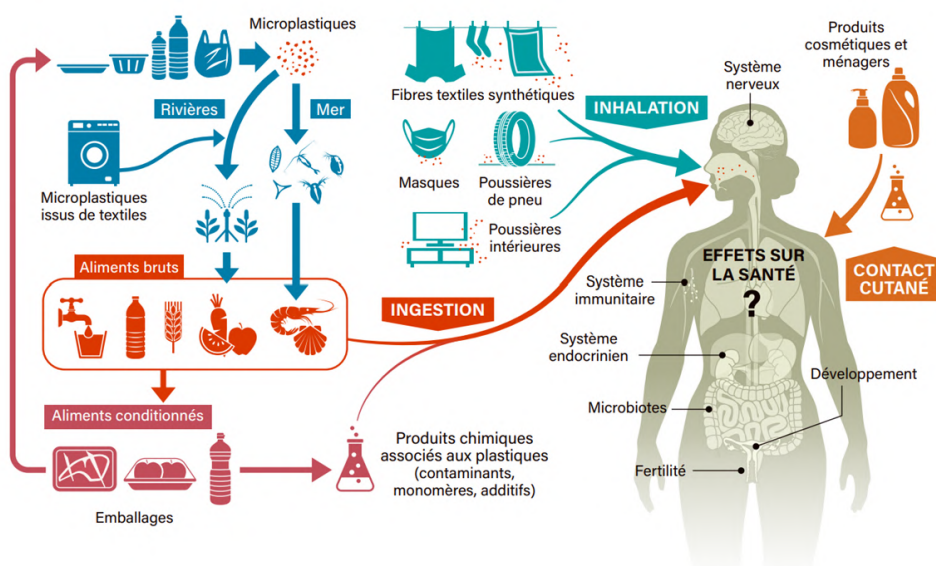 Microplastiques
Rivières
Mer
Microplastiques
issus de textiles
Aliments bruts
Aliments conditionnés
Emballages
Produits chimiques
associés aux plastiques
(contaminants,
monomères, additifs)
INGESTION
Fibres textiles synthétiques
INHALATION
Masques
Poussières
de pneu
Poussières
intérieures
Système
nerveux
Produits
cosmétiques et
ménagers
CONTACT
CUTANÉ
EFFETS SUR
LA SANTÉ
?
Système
immunitaire
Système
endocrinien
Microbiotes
Développement
Fertilité